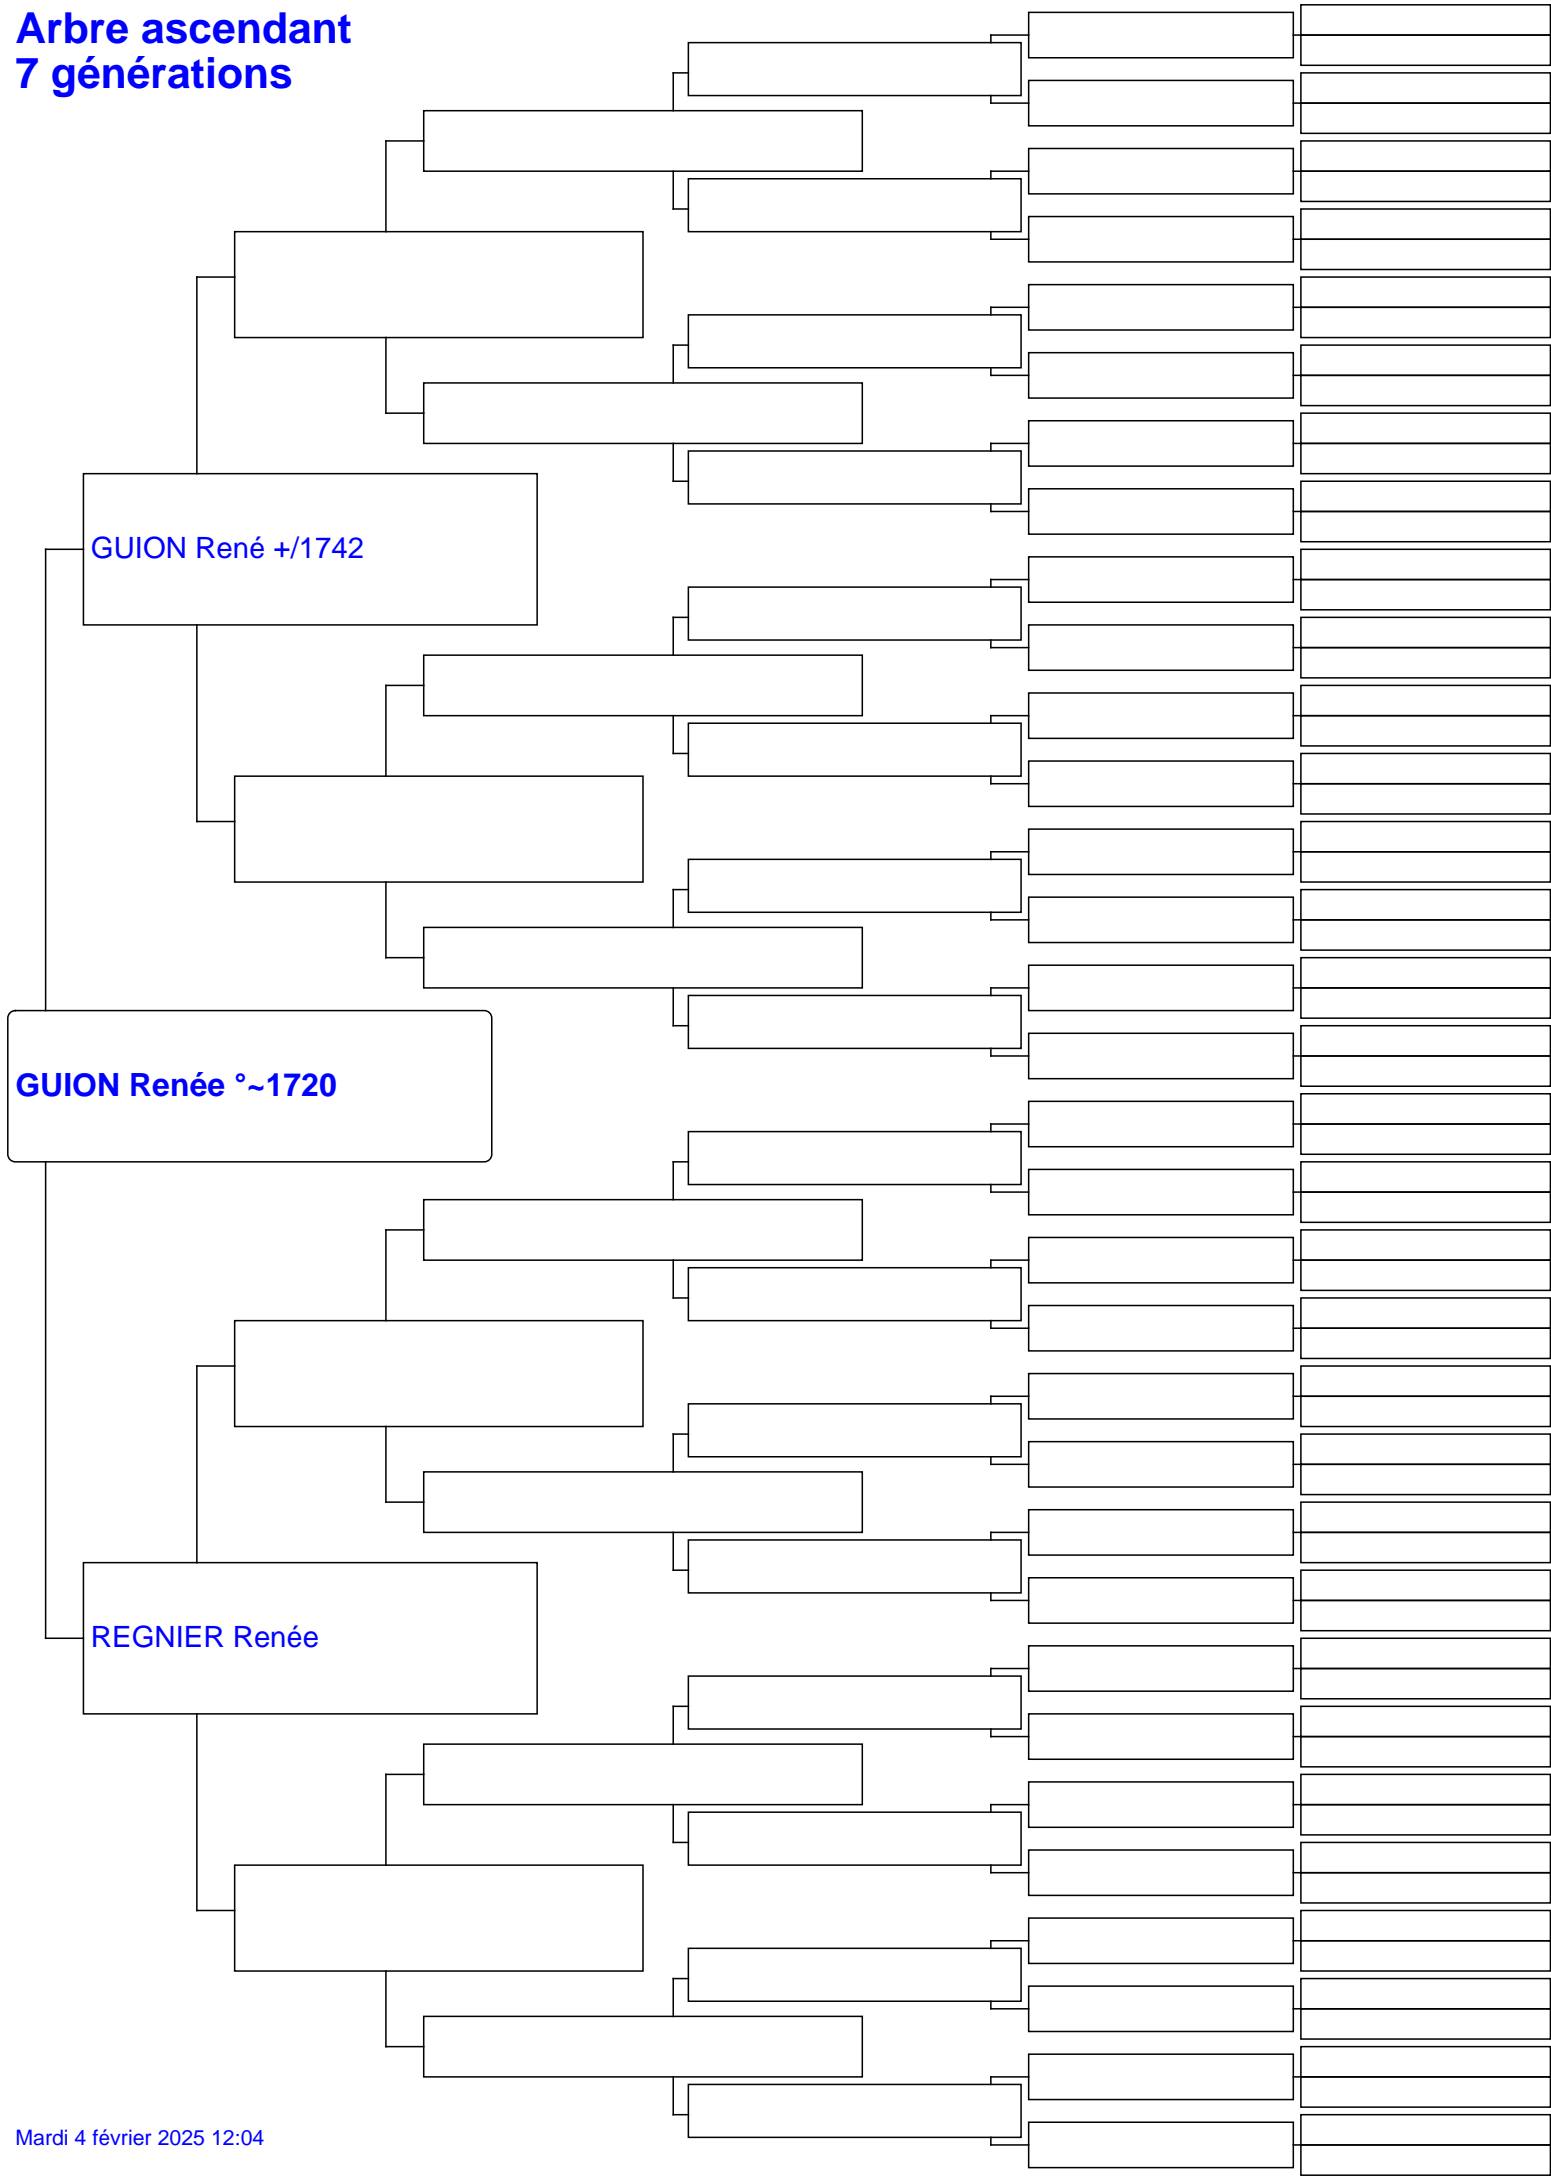 Arbre ascendant
7 générations
GUION René +/1742
GUION Renée °~1720
REGNIER Renée
Mardi 4 février 2025 12:04